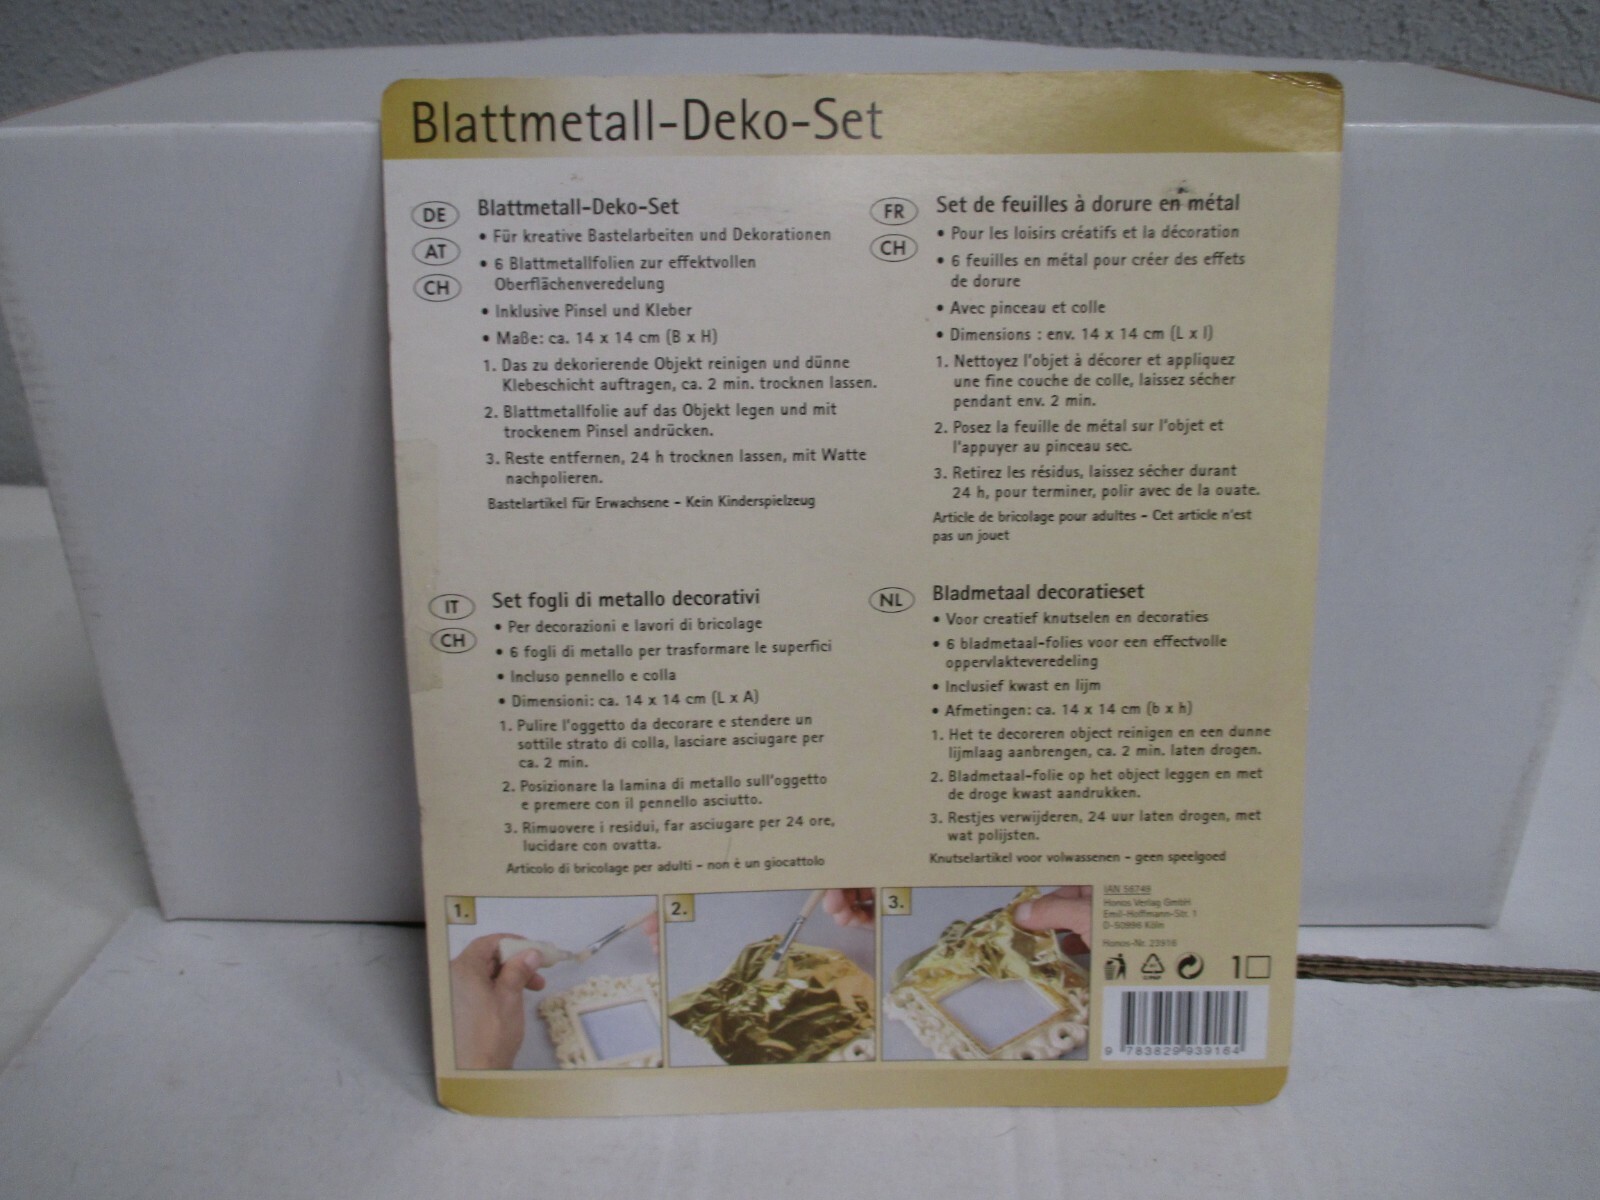 Blattmetall-Deko-Set
DE
AT
CH
Blattmetall-Deko-Set
• Für kreative Bastelarbeiten und Dekorationen
• 6 Blattmetallfolien zur effektvollen
Oberflächenveredelung
• Inklusive Pinsel und Kleber
• Maße: ca. 14 x 14 cm (B x H)
1. Das zu dekorierende Objekt reinigen und dünne
Klebeschicht auftragen, ca. 2 min. trocknen lassen.
2. Blattmetallfolie auf das Objekt legen und mit
trockenem Pinsel andrücken.
3. Reste entfernen, 24 h trocknen lassen, mit Watte
nachpolieren.
Bastelartikel für Erwachsene - Kein Kinderspielzeug
FR
CH
Set de feuilles à dorure en métal
• Pour les loisirs créatifs et la décoration
• 6 feuilles en métal pour créer des effets
de dorure
• Avec pinceau et colle
• Dimensions : env. 14 x 14 cm (L x l)
1. Nettoyez l'objet à décorer et appliquez
une fine couche de colle, laissez sécher
pendant env. 2 min.
2. Posez la feuille de métal sur l'objet et
l'appuyer au pinceau sec.
3. Retirez les résidus, laissez sécher durant
24 h, pour terminer, polir avec de la ouate.
Article de bricolage pour adultes - Cet article n'est
pas un jouet
IT
CH
Set fogli di metallo decorativi
• Per decorazioni e lavori di bricolage
• 6 fogli di metallo per trasformare le superfici
• Incluso pennello e colla
• Dimensioni: ca. 14 x 14 cm (L x A)
1. Pulire l'oggetto da decorare e stendere un
sottile strato di colla, lasciare asciugare per
ca. 2 min.
2. Posizionare la lamina di metallo sull'oggetto
e premere con il pennello asciutto.
3. Rimuovere i residui, far asciugare per 24 ore,
lucidare con ovatta.
Articolo di bricolage per adulti - non è un giocattolo
NL
Bladmetaal decoratieset
• Voor creatief knutselen en decoraties
• 6 bladmetaal-folies voor een effectvolle
oppervlakteveredeling
• Inclusief kwast en lijm
• Afmetingen: ca. 14 x 14 cm (b x h)
1. Het te decoreren object reinigen en een dunne
lijmlaag aanbrengen, ca. 2 min. laten drogen.
2. Bladmetaal-folie op het object leggen en met
de droge kwast aandrukken.
3. Restjes verwijderen, 24 uur laten drogen, met
wat polijsten.
Knutselartikel voor volwassenen - geen speelgoed
1.
2.
3.
IAN 56748
Honos Verlag GmbH
Emil-Hoffmann-Str. 1
D-50996 Köln
Honos-Nr. 23916
1
9 783829 939164